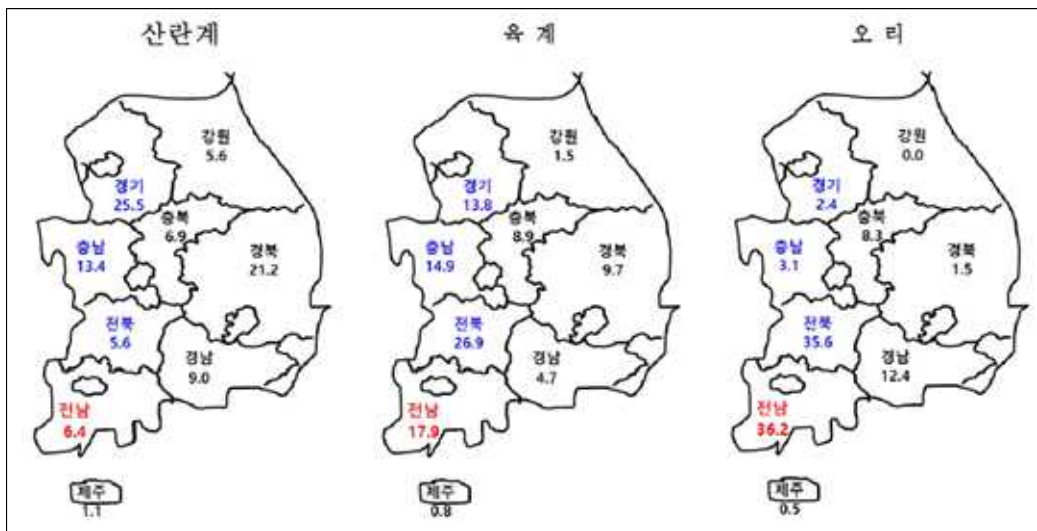 산란계
강원
5.6
경기
25.5
충북
6.9
충남
13.4
경북
21.2
전북
5.6
경남
9.0
전남
6.4
제주
1.1
육 계
강원
1.5
경기
13.8
충북
8.9
충남
14.9
경북
9.7
전북
26.9
경남
4.7
전남
17.9
제주
0.8
오 리
강원
0.0
경기
2.4
충북
8.3
충남
3.1
경북
1.5
전북
35.6
경남
12.4
전남
36.2
제주
0.5